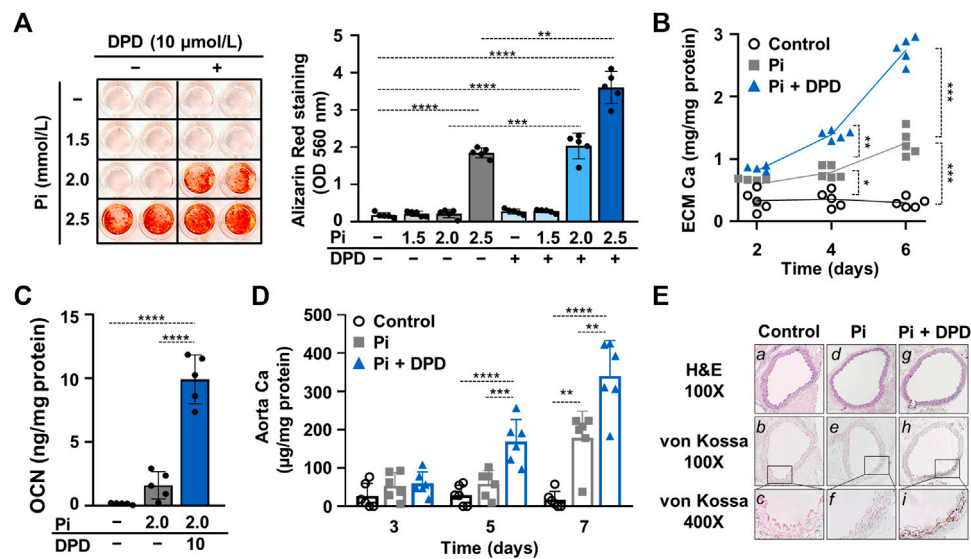 A
DPD (10 μmol/L)
− +
Pi (mmol/L)
−
1.5
2.0
2.5
Alizarin Red staining
(OD 560 nm)
5
4
3
2
1
0
**
****
****
****
***
Pi − 1.5 2.0 2.5 − 1.5 2.0 2.5
DPD − − − − + + + +
B
ECM Ca (mg/mg protein)
3
2
1
0
Control
Pi
Pi + DPD
**
*
***
***
2 4 6
Time (days)
C
OCN (ng/mg protein)
15
10
5
0
****
****
Pi − 2.0 2.0
DPD − − 10
D
Aorta Ca
(μg/mg protein)
500
400
300
200
100
0
Control
Pi
Pi + DPD
****
***
****
**
**
3 5 7
Time (days)
E
Control Pi Pi + DPD
H&E
100X
a d g
von Kossa
100X
b e h
von Kossa
400X
c f i